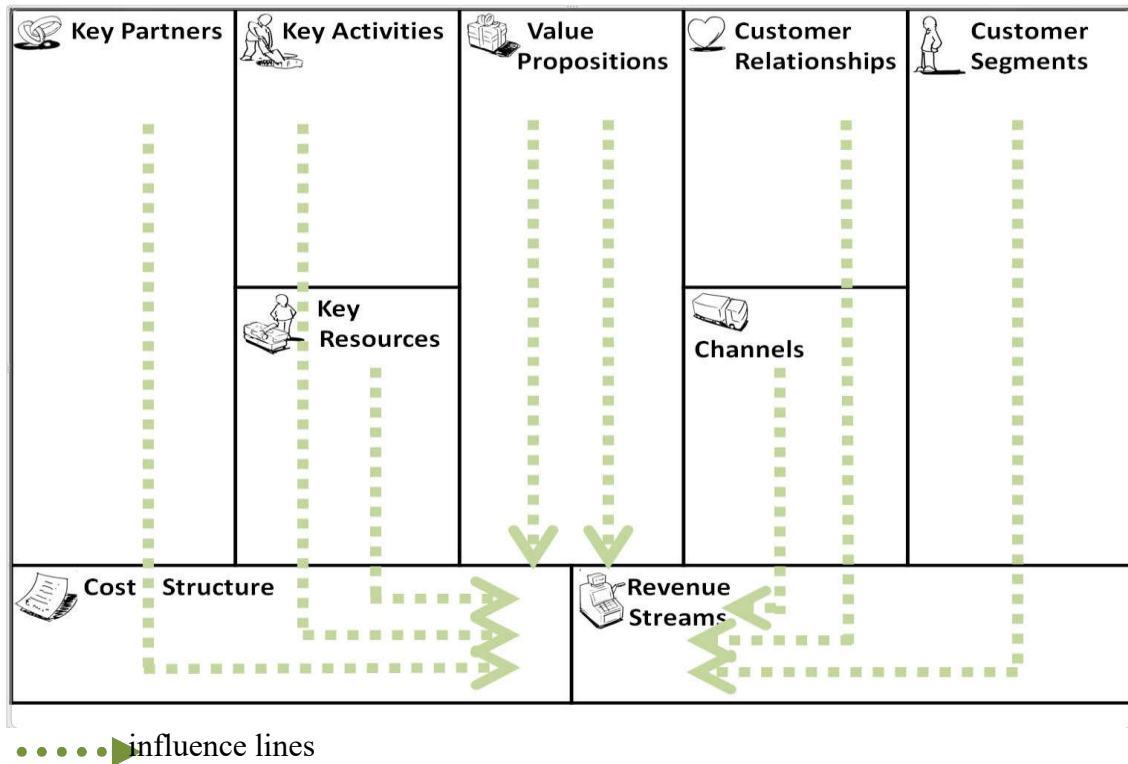 Key Partners
Key Activities
Value
Propositions
Customer
Relationships
Customer
Segments
Key
Resources
Channels
Cost Structure
Revenue
Streams
influence lines